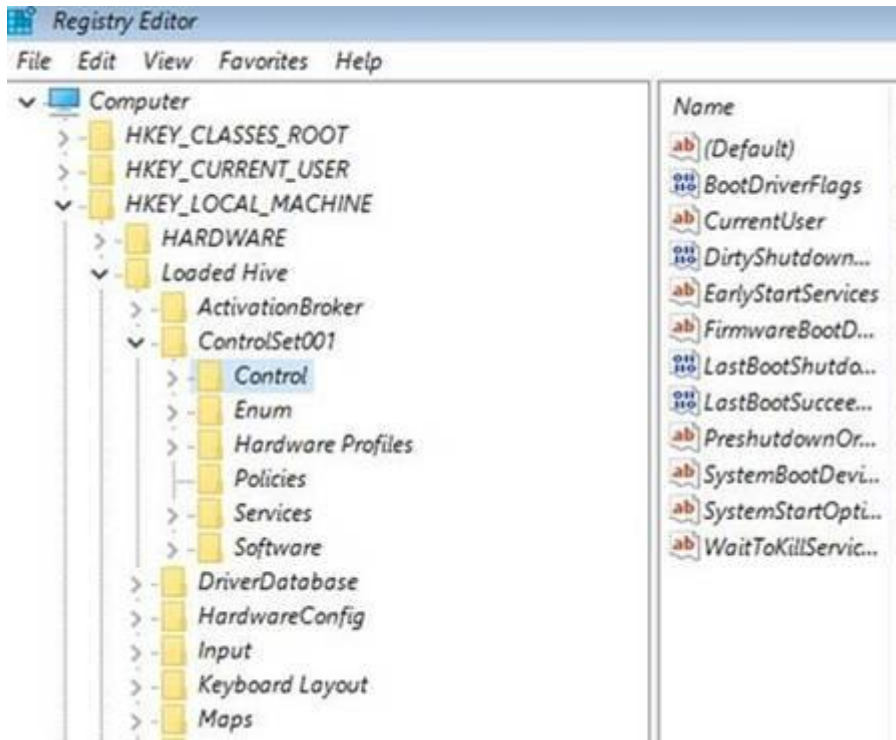 Registry Editor
File Edit View Favorites Help
Computer
HKEY_CLASSES_ROOT
HKEY_CURRENT_USER
HKEY_LOCAL_MACHINE
HARDWARE
Loaded Hive
ActivationBroker
ControlSet001
Control
Enum
Hardware Profiles
Policies
Services
Software
DriverDatabase
HardwareConfig
Input
Keyboard Layout
Maps
Name
(Default)
BootDriverFlags
CurrentUser
DirtyShutdown...
EarlyStartServices
FirmwareBootD...
LastBootShutdo...
LastBootSuccee...
PreshutdownOr...
SystemBootDevi...
SystemStartOpti...
WaitToKillServic...